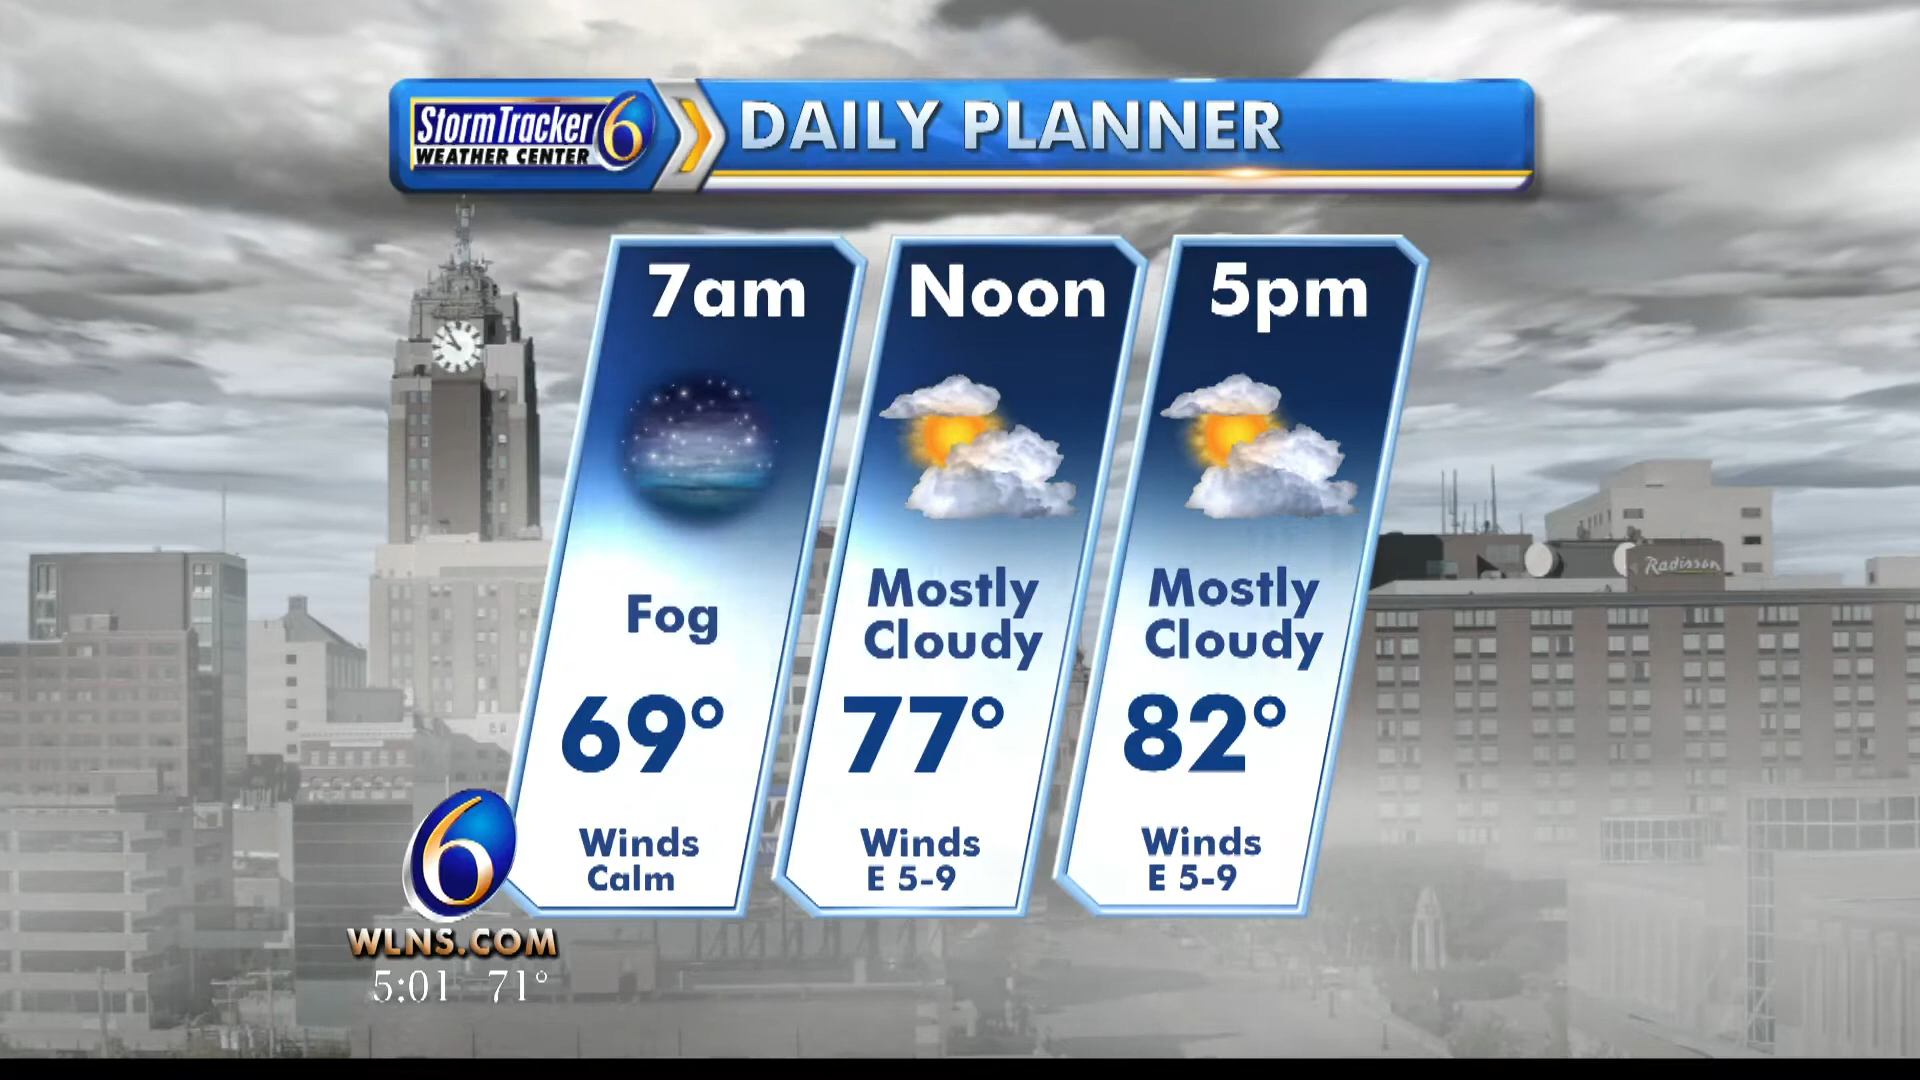 StormTracker 6
WEATHER CENTER
DAILY PLANNER
7am
Fog
69°
Winds
Calm
Noon
Mostly
Cloudy
77°
Winds
E 5-9
5pm
Mostly
Cloudy
82°
Winds
E 5-9
Radisson
6
WLNS.COM
5:01 71°